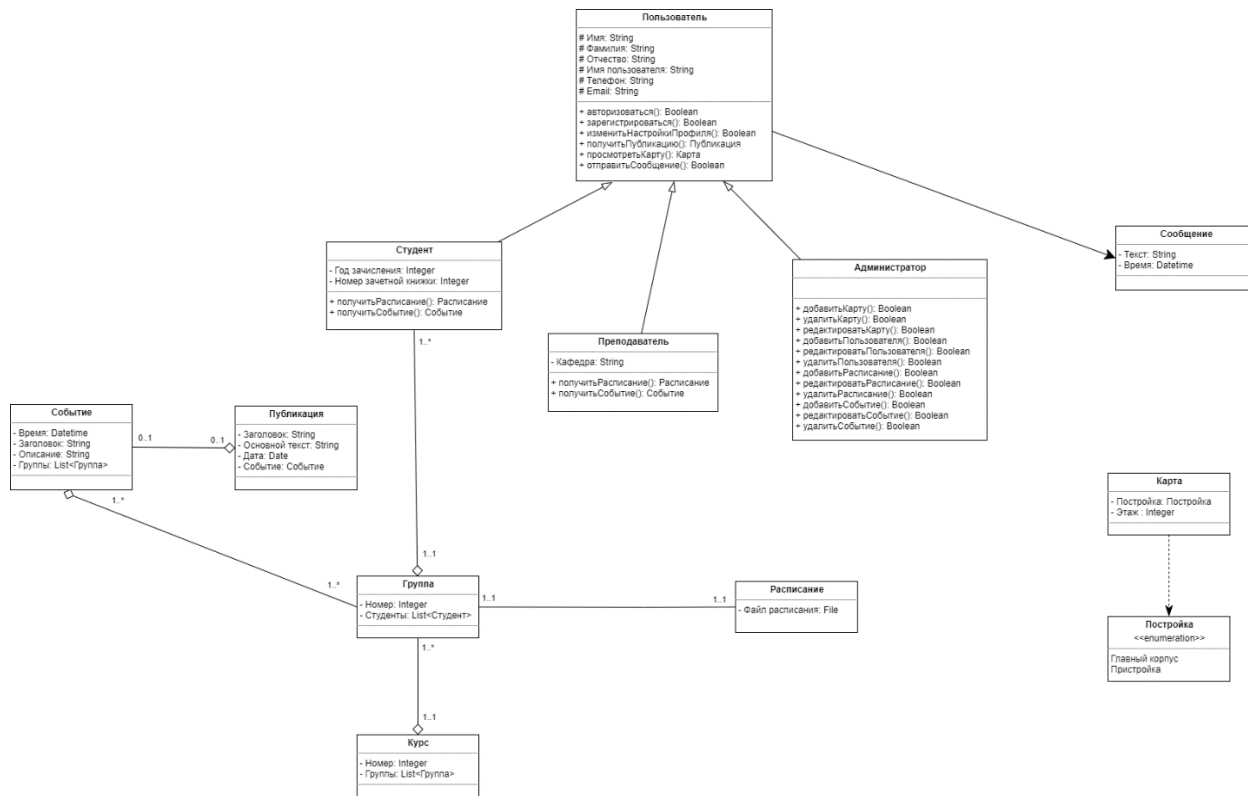 Пользователь
# Имя: String
# Фамилия: String
# Отчество: String
# Имя пользователя: String
# Телефон: String
# Email: String
+ авторизоваться(): Boolean
+ зарегистрироваться(): Boolean
+ изменитьНастройкиПрофиля(): Boolean
+ получитьПубликацию(): Публикация
+ просмотретьКарту(): Карта
+ отправитьСообщение(): Boolean
Студент
- Год зачисления: Integer
- Номер зачетной книжки: Integer
+ получитьРасписание(): Расписание
+ получитьСобытие(): Событие
1..*
Преподаватель
- Кафедра: String
+ получитьРасписание(): Расписание
+ получитьСобытие(): Событие
Администратор
+ добавитьКарту(): Boolean
+ удалитьКарту(): Boolean
+ редактироватьКарту(): Boolean
+ добавитьПользователя(): Boolean
+ редактироватьПользователя(): Boolean
+ удалитьПользователя(): Boolean
+ добавитьРасписание(): Boolean
+ редактироватьРасписание(): Boolean
+ удалитьРасписание(): Boolean
+ добавитьСобытие(): Boolean
+ редактироватьСобытие(): Boolean
+ удалитьСобытие(): Boolean
Сообщение
- Текст: String
- Время: Datetime
Событие
- Время: Datetime
- Заголовок: String
- Описание: String
- Группы: List<Группа>
0..1
0..1
Публикация
- Заголовок: String
- Основной текст: String
- Дата: Date
- Событие: Событие
1..*
1..*
1..1
Группа
- Номер: Integer
- Студенты: List<Студент>
1..1
1..1
Расписание
- Файл расписания: File
1..*
1..1
Курс
- Номер: Integer
- Группы: List<Группа>
Карта
- Постройка: Постройка
- Этаж : Integer
Постройка
<<enumeration>>
Главный корпус
Пристройка